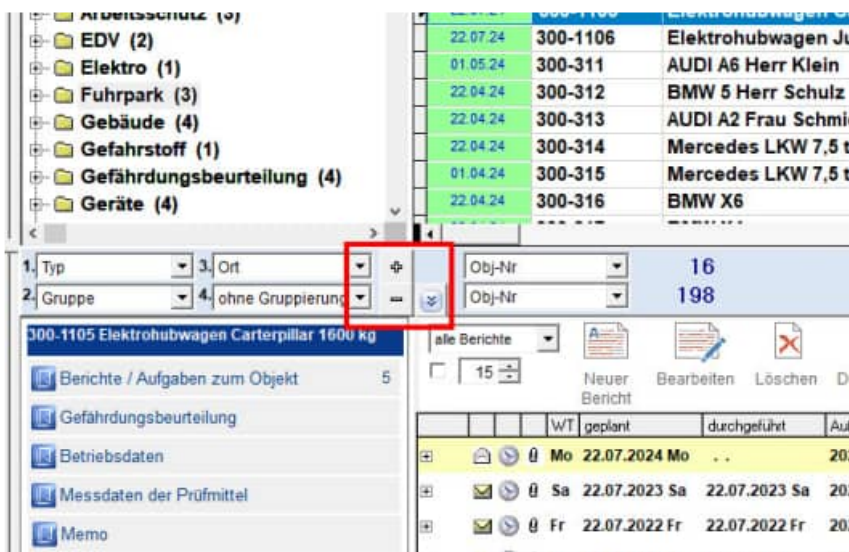 Arbeitsschutz (3)
EDV (2)
Elektro (1)
Fuhrpark (3)
Gebäude (4)
Gefahrstoff (1)
Gefährdungsbeurteilung (4)
Geräte (4)
22.07.24 300-1106 Elektrohubwagen Ju
01.05.24 300-311 AUDI A6 Herr Klein
22.04.24 300-312 BMW 5 Herr Schulz
22.04.24 300-313 AUDI A2 Frau Schmi
22.04.24 300-314 Mercedes LKW 7,5 t
01.04.24 300-315 Mercedes LKW 7,5 t
22.04.24 300-316 BMW X6
1. Typ 3. Ort
2. Gruppe 4. ohne Gruppierung
Obj-Nr 16
Obj-Nr 198
300-1105 Elektrohubwagen Carterpillar 1600 kg
Berichte / Aufgaben zum Objekt 5
Gefährdungsbeurteilung
Betriebsdaten
Messdaten der Prüfmittel
Memo
alle Berichte
15
Neuer Bericht
Bearbeiten
Löschen
D
WT geplant durchgeführt Au
Mo 22.07.2024 Mo . . 20
Sa 22.07.2023 Sa 22.07.2023 Sa 20
Fr 22.07.2022 Fr 22.07.2022 Fr 20